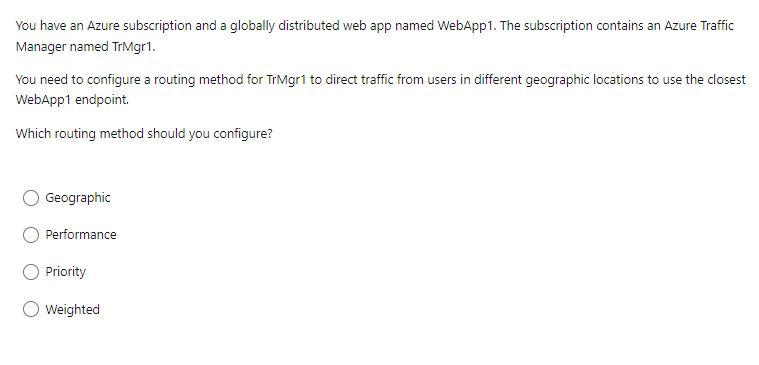 You have an Azure subscription and a globally distributed web app named WebApp1. The subscription contains an Azure Traffic
Manager named TrMgr1.
You need to configure a routing method for TrMgr1 to direct traffic from users in different geographic locations to use the closest
WebApp1 endpoint.
Which routing method should you configure?
Geographic
Performance
Priority
Weighted